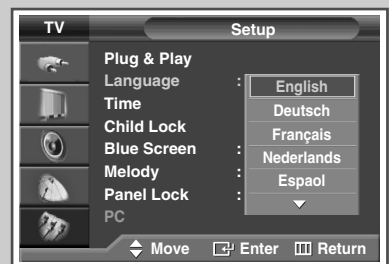 TV Setup
Plug & Play
Language : English
Time Deutsch
Child Lock Français
Blue Screen : Nederlands
Melody : Espaol
Panel Lock :
PC
Move Enter Return